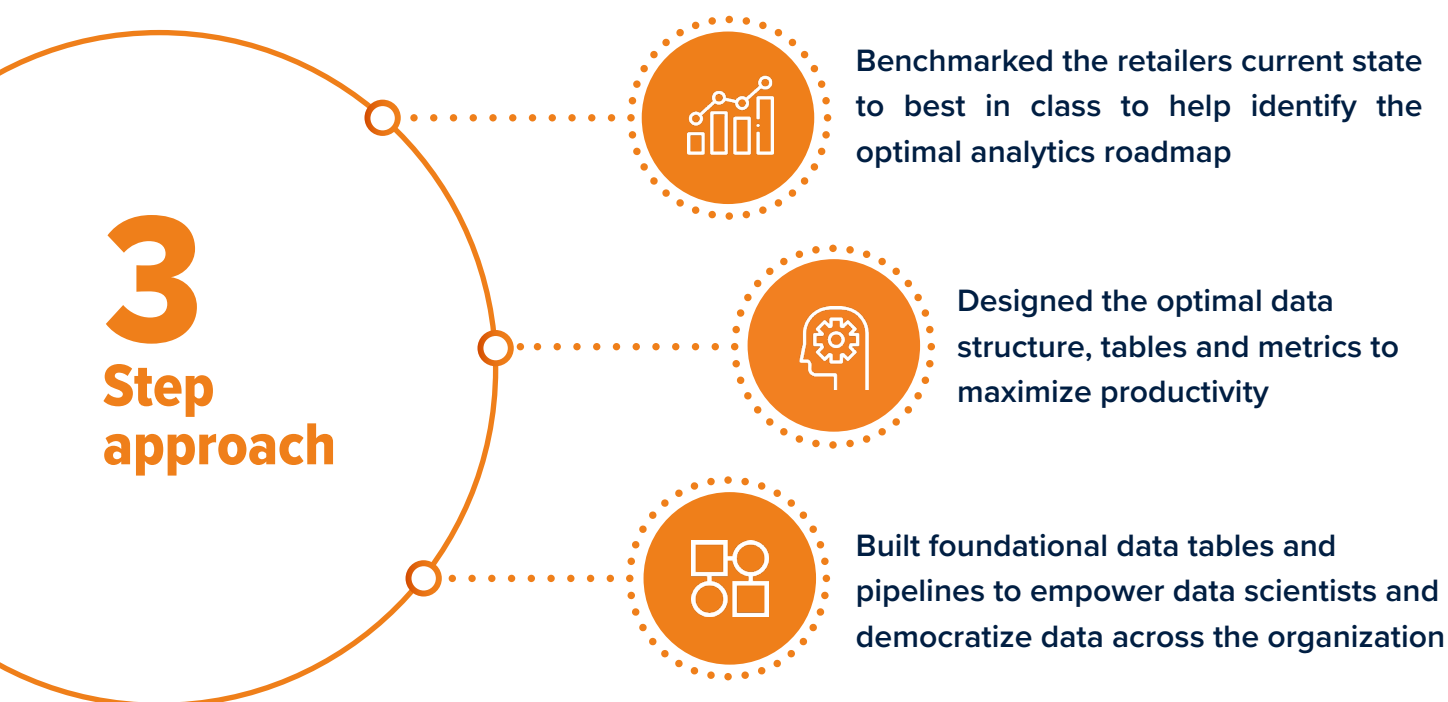 3
Step
approach
Benchmarked the retailers current state
to best in class to help identify the
optimal analytics roadmap
Designed the optimal data
structure, tables and metrics to
maximize productivity
Built foundational data tables and
pipelines to empower data scientists and
democratize data across the organization